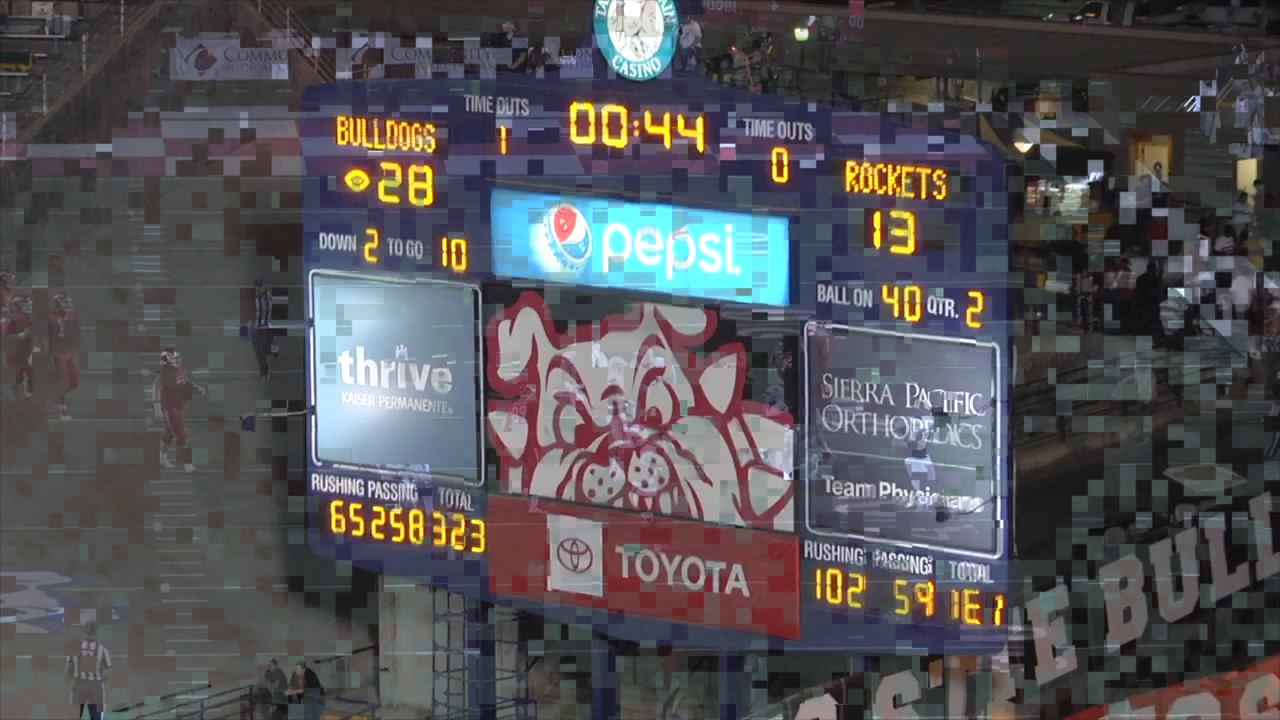 CASINO
TIME OUTS
1
00:44
TIME OUTS
0
BULLDOGS
28
ROCKETS
13
DOWN 2 TO GO 10
pepsi.
BALL ON 40 QTR. 2
thrive
KAISER PERMANENTE
SIERRA PACIFIC
ORTHOPEDICS
Team Physicians
RUSHING PASSING TOTAL
65 258 323
TOYOTA
RUSHING PASSING TOTAL
102 59